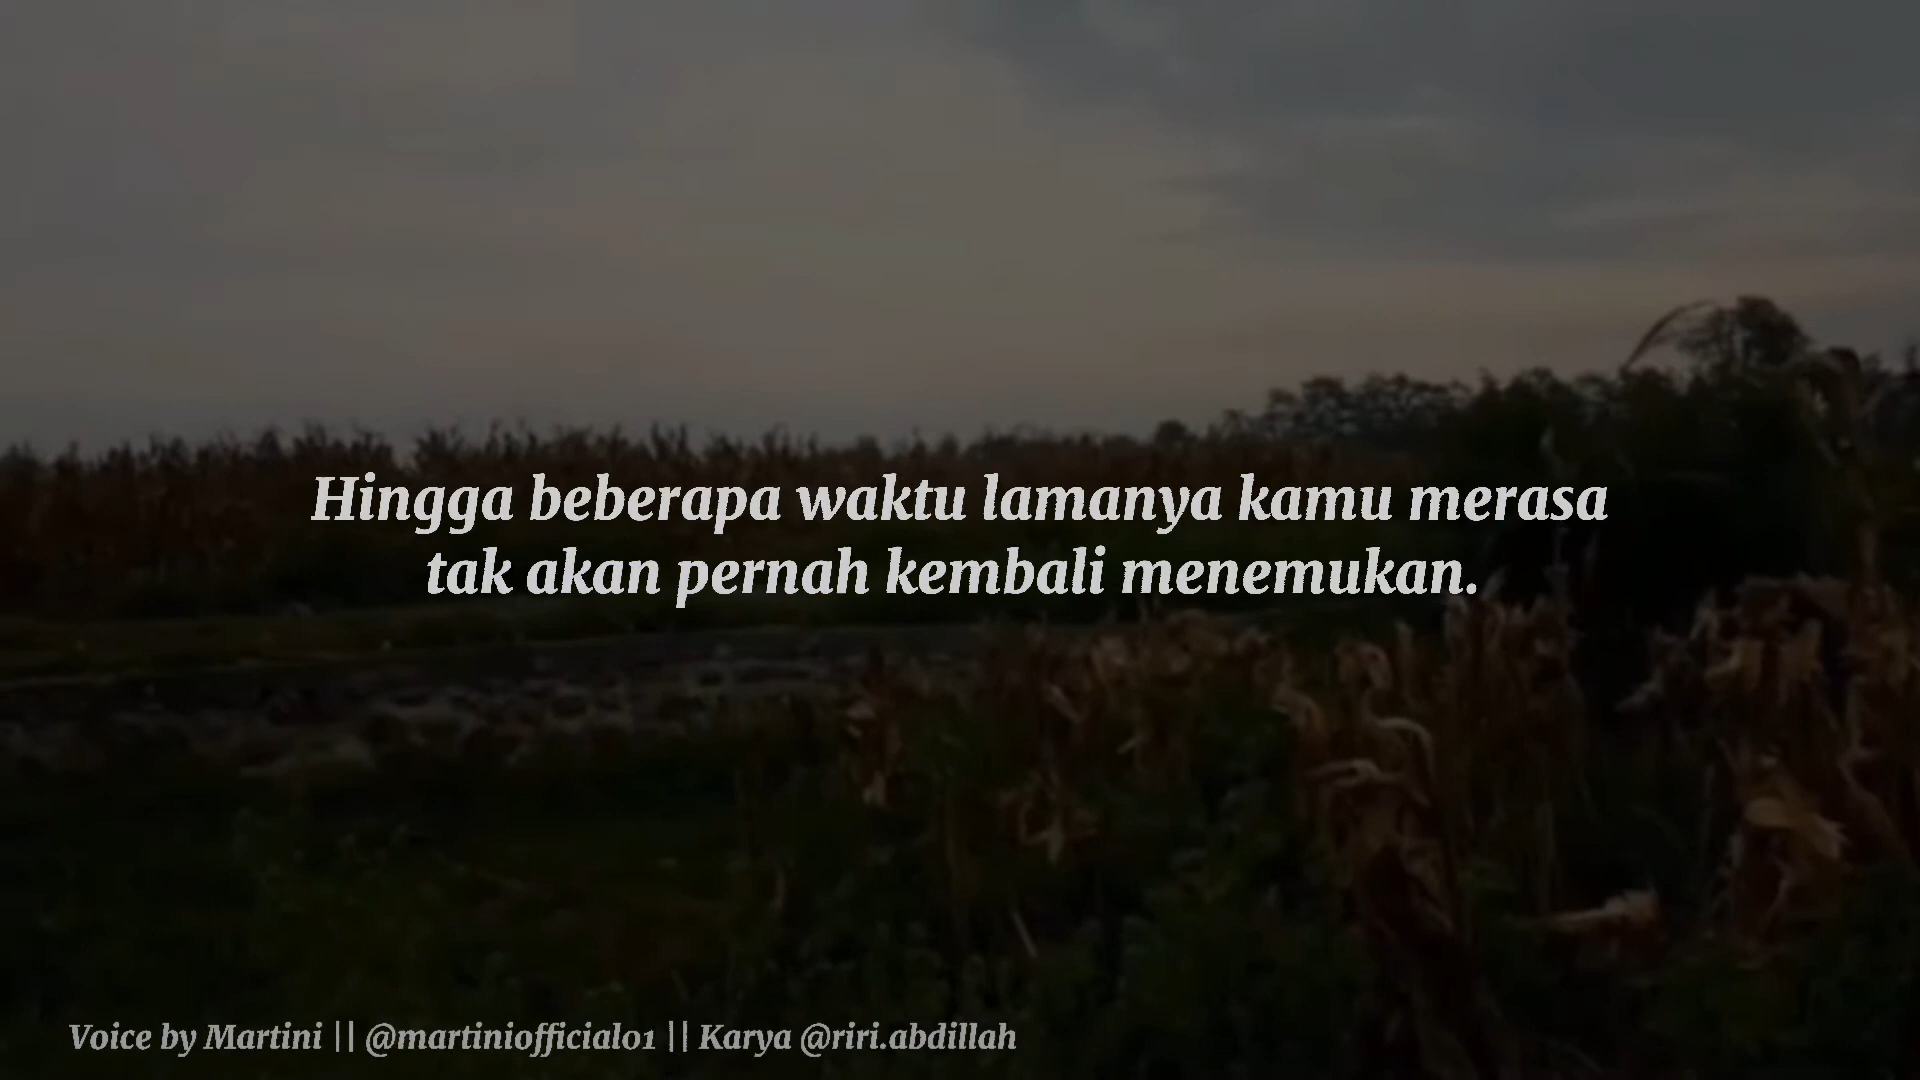 Hingga beberapa waktu lamanya kamu merasa
tak akan pernah kembali menemukan.
Voice by Martini || @martiniofficial01 || Karya @riri.abdillah